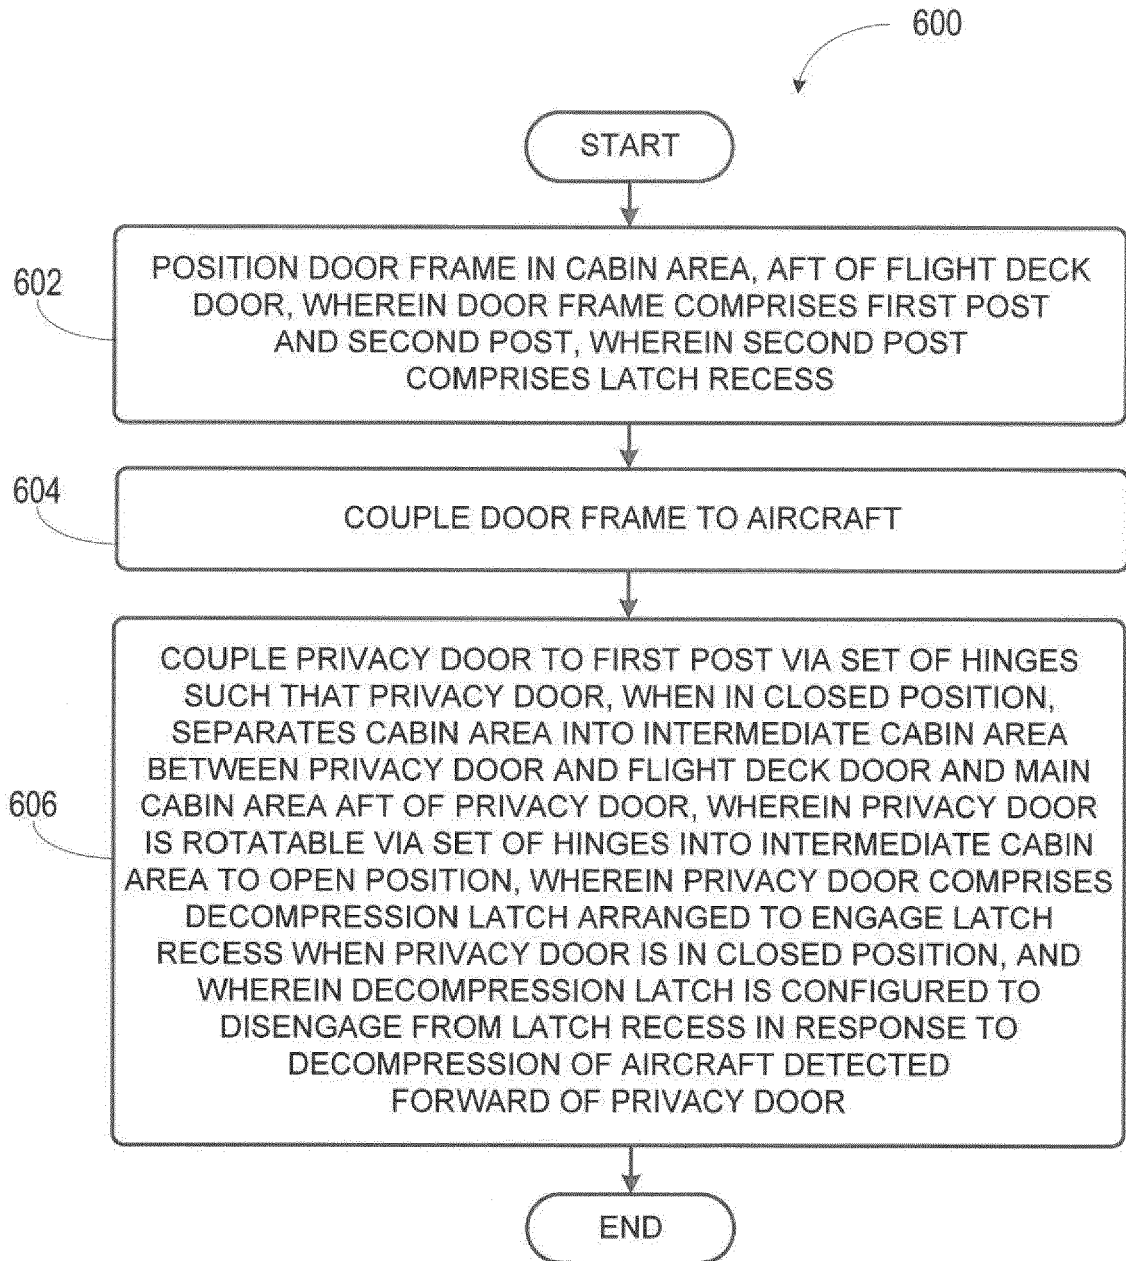 600
START
602
POSITION DOOR FRAME IN CABIN AREA, AFT OF FLIGHT DECK
DOOR, WHEREIN DOOR FRAME COMPRISES FIRST POST
AND SECOND POST, WHEREIN SECOND POST
COMPRISES LATCH RECESS
604
COUPLE DOOR FRAME TO AIRCRAFT
606
COUPLE PRIVACY DOOR TO FIRST POST VIA SET OF HINGES
SUCH THAT PRIVACY DOOR, WHEN IN CLOSED POSITION,
SEPARATES CABIN AREA INTO INTERMEDIATE CABIN AREA
BETWEEN PRIVACY DOOR AND FLIGHT DECK DOOR AND MAIN
CABIN AREA AFT OF PRIVACY DOOR, WHEREIN PRIVACY DOOR
IS ROTATABLE VIA SET OF HINGES INTO INTERMEDIATE CABIN
AREA TO OPEN POSITION, WHEREIN PRIVACY DOOR COMPRISES
DECOMPRESSION LATCH ARRANGED TO ENGAGE LATCH
RECESS WHEN PRIVACY DOOR IS IN CLOSED POSITION, AND
WHEREIN DECOMPRESSION LATCH IS CONFIGURED TO
DISENGAGE FROM LATCH RECESS IN RESPONSE TO
DECOMPRESSION OF AIRCRAFT DETECTED
FORWARD OF PRIVACY DOOR
END